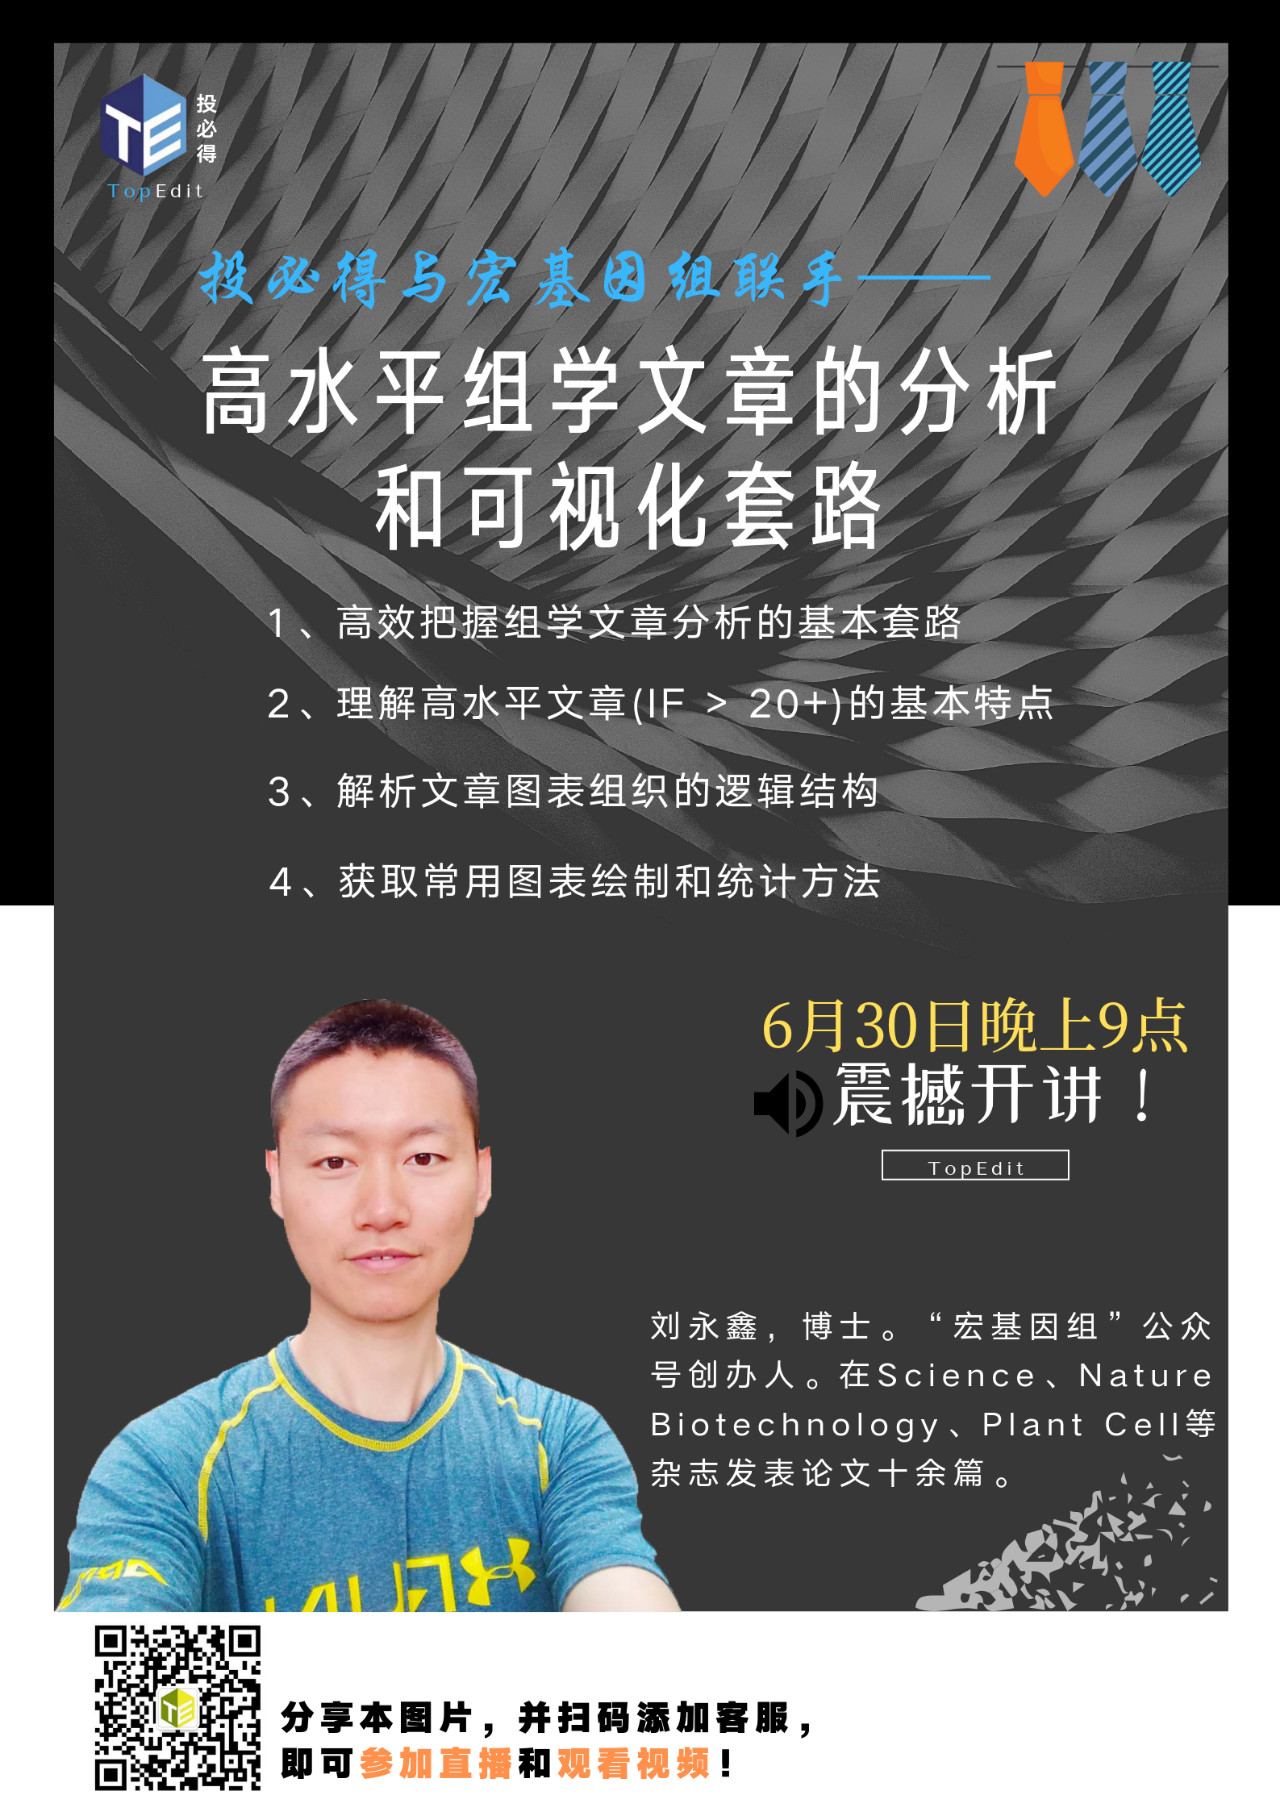 投必得
TopEdit
投必得与宏基因组联手——
高水平组学文章的分析
和可视化套路
1、高效把握组学文章分析的基本套路
2、理解高水平文章(IF > 20+)的基本特点
3、解析文章图表组织的逻辑结构
4、获取常用图表绘制和统计方法
6月30日晚上9点
震撼开讲！
TopEdit
刘永鑫，博士。“宏基因组”公众
号创办人。在Science、Nature
Biotechnology、Plant Cell等
杂志发表论文十余篇。
分享本图片，并扫码添加客服，
即可参加直播和观看视频！